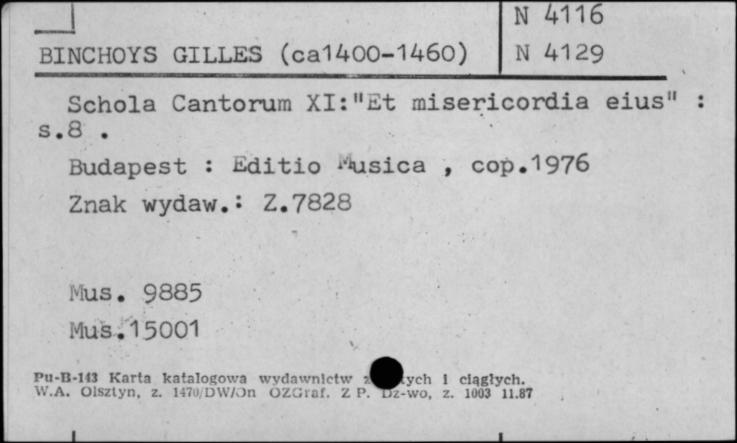 N 4116
BINCHOYS GILLES (ca1400-1460)
N 4129
Schola Cantorum XI:"Et misericordia eius" :
s.8 .
Budapest : Editio Musica , cop.1976
Znak wydaw.: Z.7828
Mus. 9885
Mus.15001
Pu-B-143 Karta katalogowa wydawnictw i ciągłych.
W.A. Olsztyn, z. 1470/DW/On OZGraf. Z P. Dz-wo, z. 1003 11.87